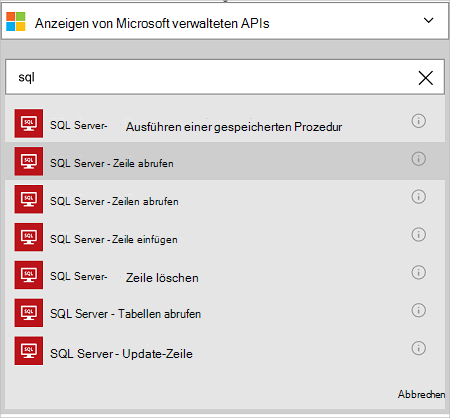 Anzeigen von Microsoft verwalteten APIs
sql
SQL SQL Server- Ausführen einer gespeicherten Prozedur
SQL SQL Server - Zeile abrufen
SQL SQL Server - Zeilen abrufen
SQL SQL Server - Zeile einfügen
SQL SQL Server- Zeile löschen
SQL SQL Server - Tabellen abrufen
SQL SQL Server - Update-Zeile
Abbrechen